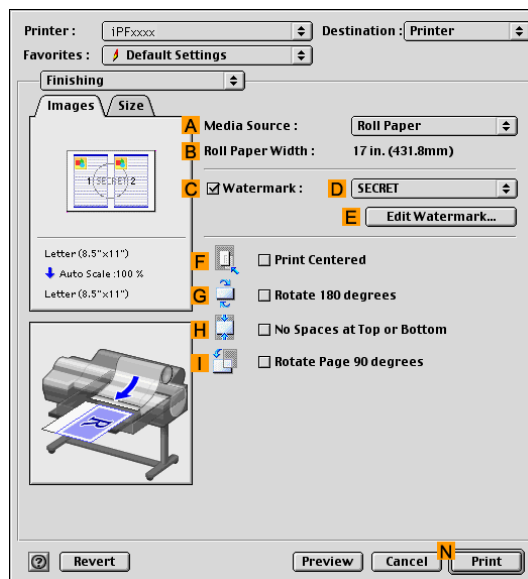 Printer : iPFxxxx Destination : Printer
Favorites : Default Settings
Finishing
Images Size
A Media Source : Roll Paper
B Roll Paper Width : 17 in. (431.8mm)
1 SECRET 2
C Watermark : D SECRET
E Edit Watermark...
Letter (8.5"x11")
Auto Scale :100 %
Letter (8.5"x11")
F Print Centered
G Rotate 180 degrees
H No Spaces at Top or Bottom
I Rotate Page 90 degrees
R
N
? Revert Preview Cancel Print